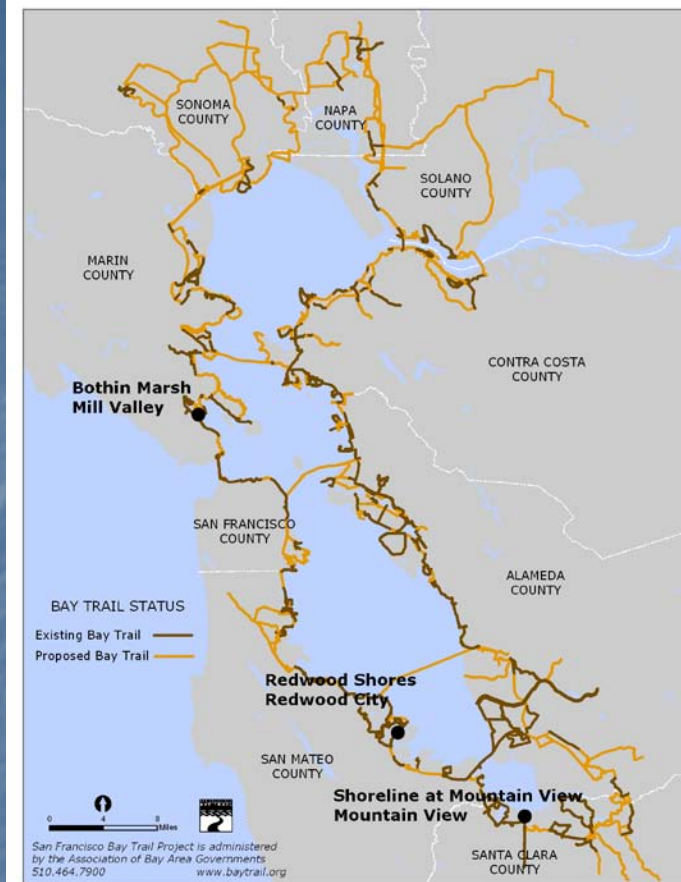 SONOMA
COUNTY
NAPA
COUNTY
SOLANO
COUNTY
MARIN
COUNTY
CONTRA COSTA
COUNTY
Bothin Marsh
Mill Valley
SAN FRANCISCO
COUNTY
ALAMEDA
COUNTY
BAY TRAIL STATUS
Existing Bay Trail
Proposed Bay Trail
Redwood Shores
Redwood City
SAN MATEO
COUNTY
Shoreline at Mountain View
Mountain View
0 4 8
Miles
San Francisco Bay Trail Project is administered
by the Association of Bay Area Governments
510.464.7900 www.baytrail.org
SANTA CLARA
COUNTY